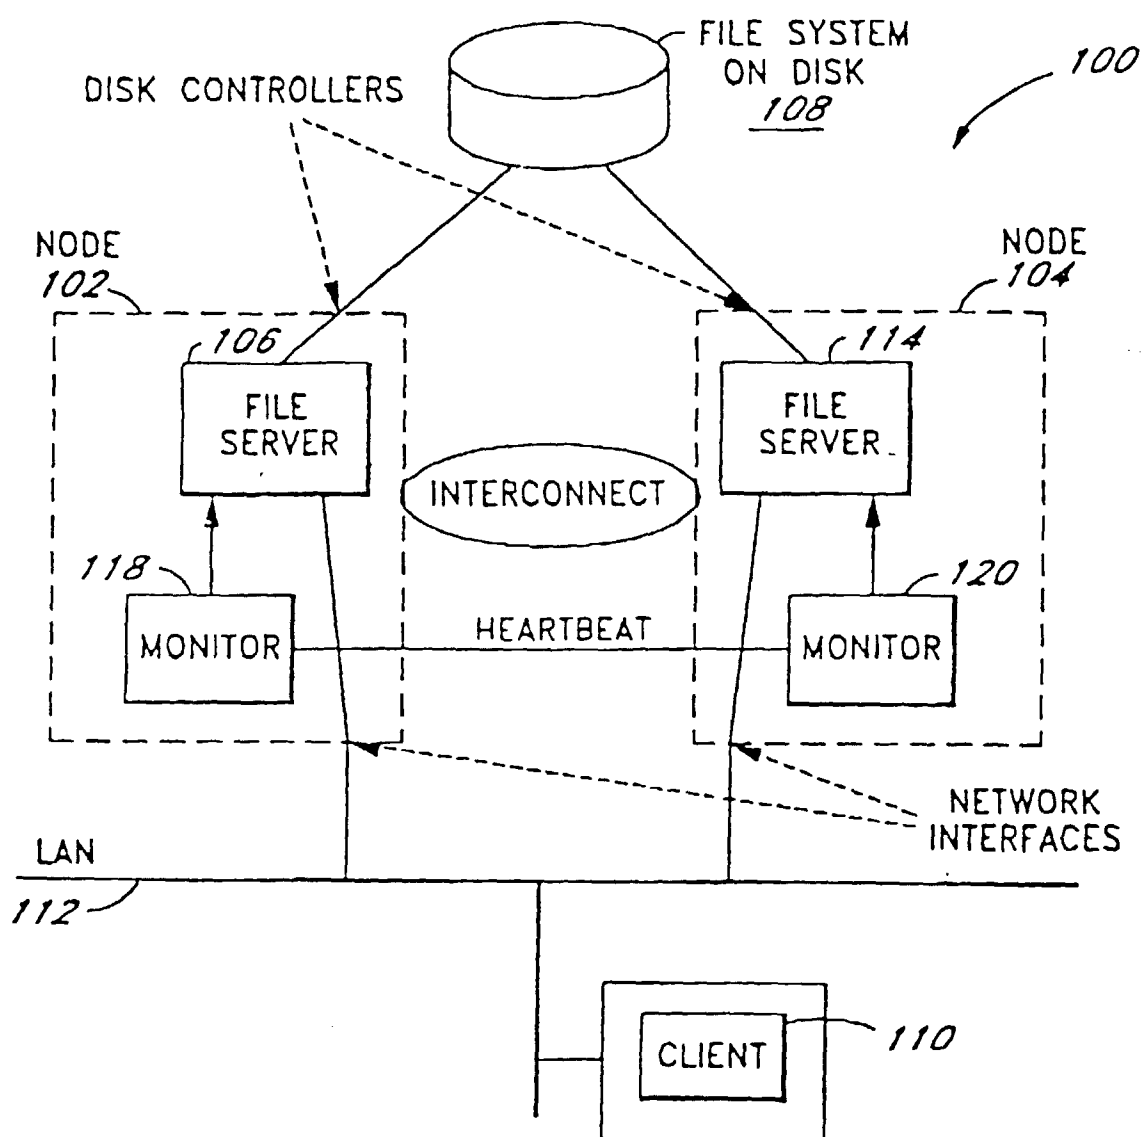 FILE SYSTEM
ON DISK
108
100
DISK CONTROLLERS
NODE
102
NODE
104
106
FILE
SERVER
114
FILE
SERVER
INTERCONNECT
118
MONITOR
HEARTBEAT
120
MONITOR
NETWORK
INTERFACES
LAN
112
CLIENT
110